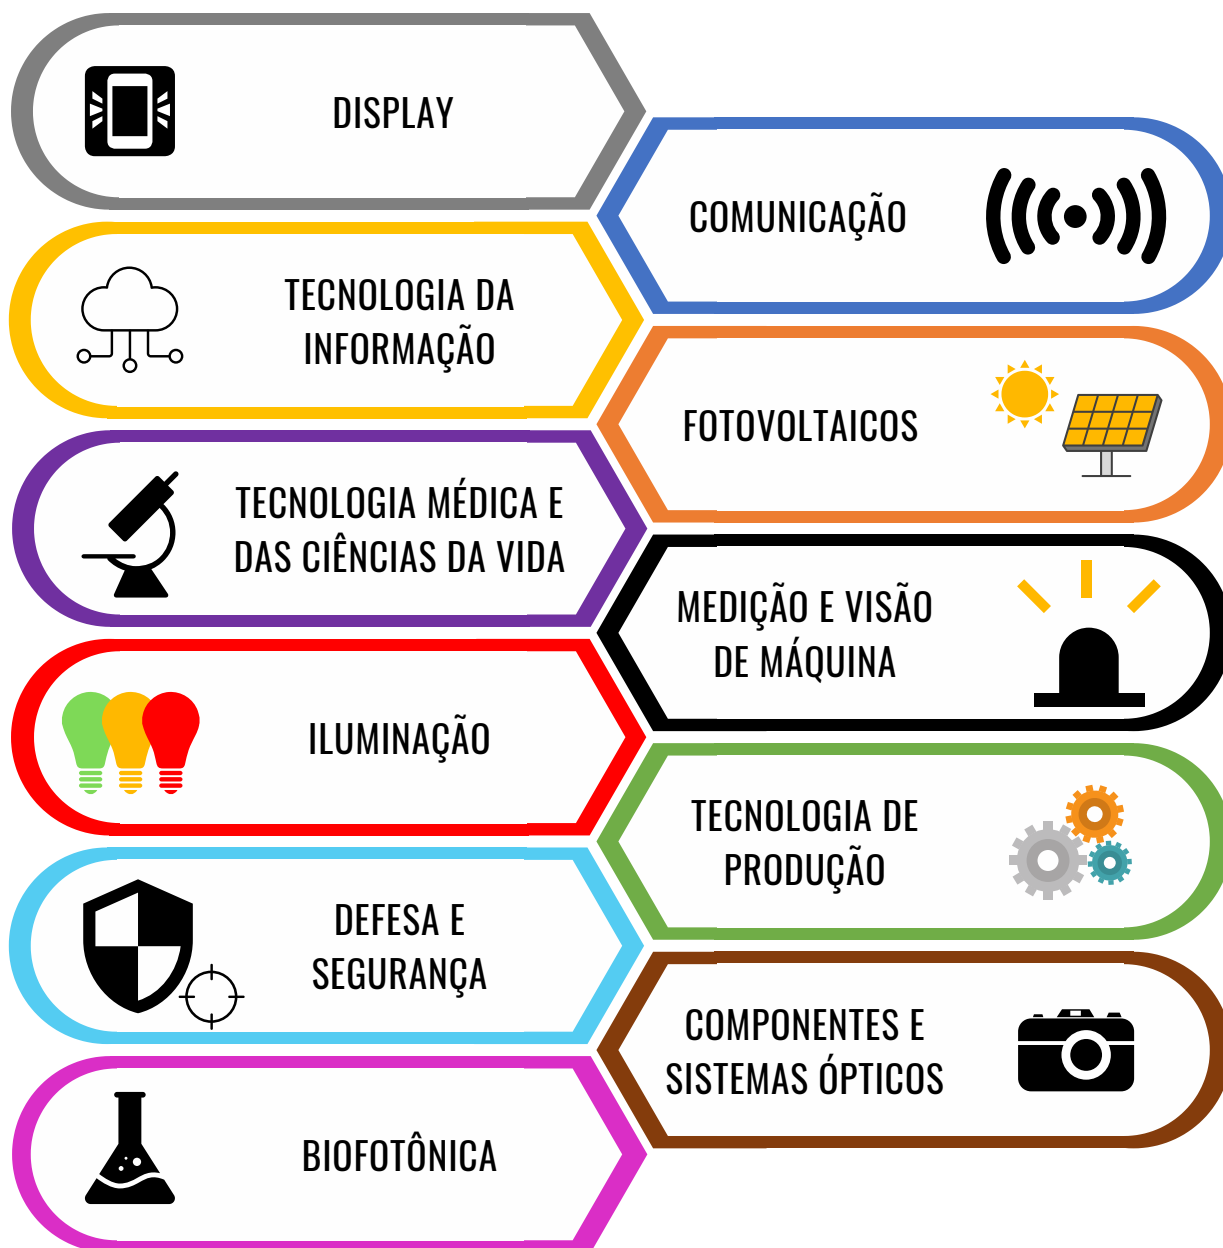 DISPLAY
COMUNICAÇÃO
TECNOLOGIA DA
INFORMAÇÃO
FOTOVOLTAICOS
TECNOLOGIA MÉDICA E
DAS CIÊNCIAS DA VIDA
MEDIÇÃO E VISÃO
DE MÁQUINA
ILUMINAÇÃO
TECNOLOGIA DE
PRODUÇÃO
DEFESA E
SEGURANÇA
COMPONENTES E
SISTEMAS ÓPTICOS
BIOFOTÔNICA